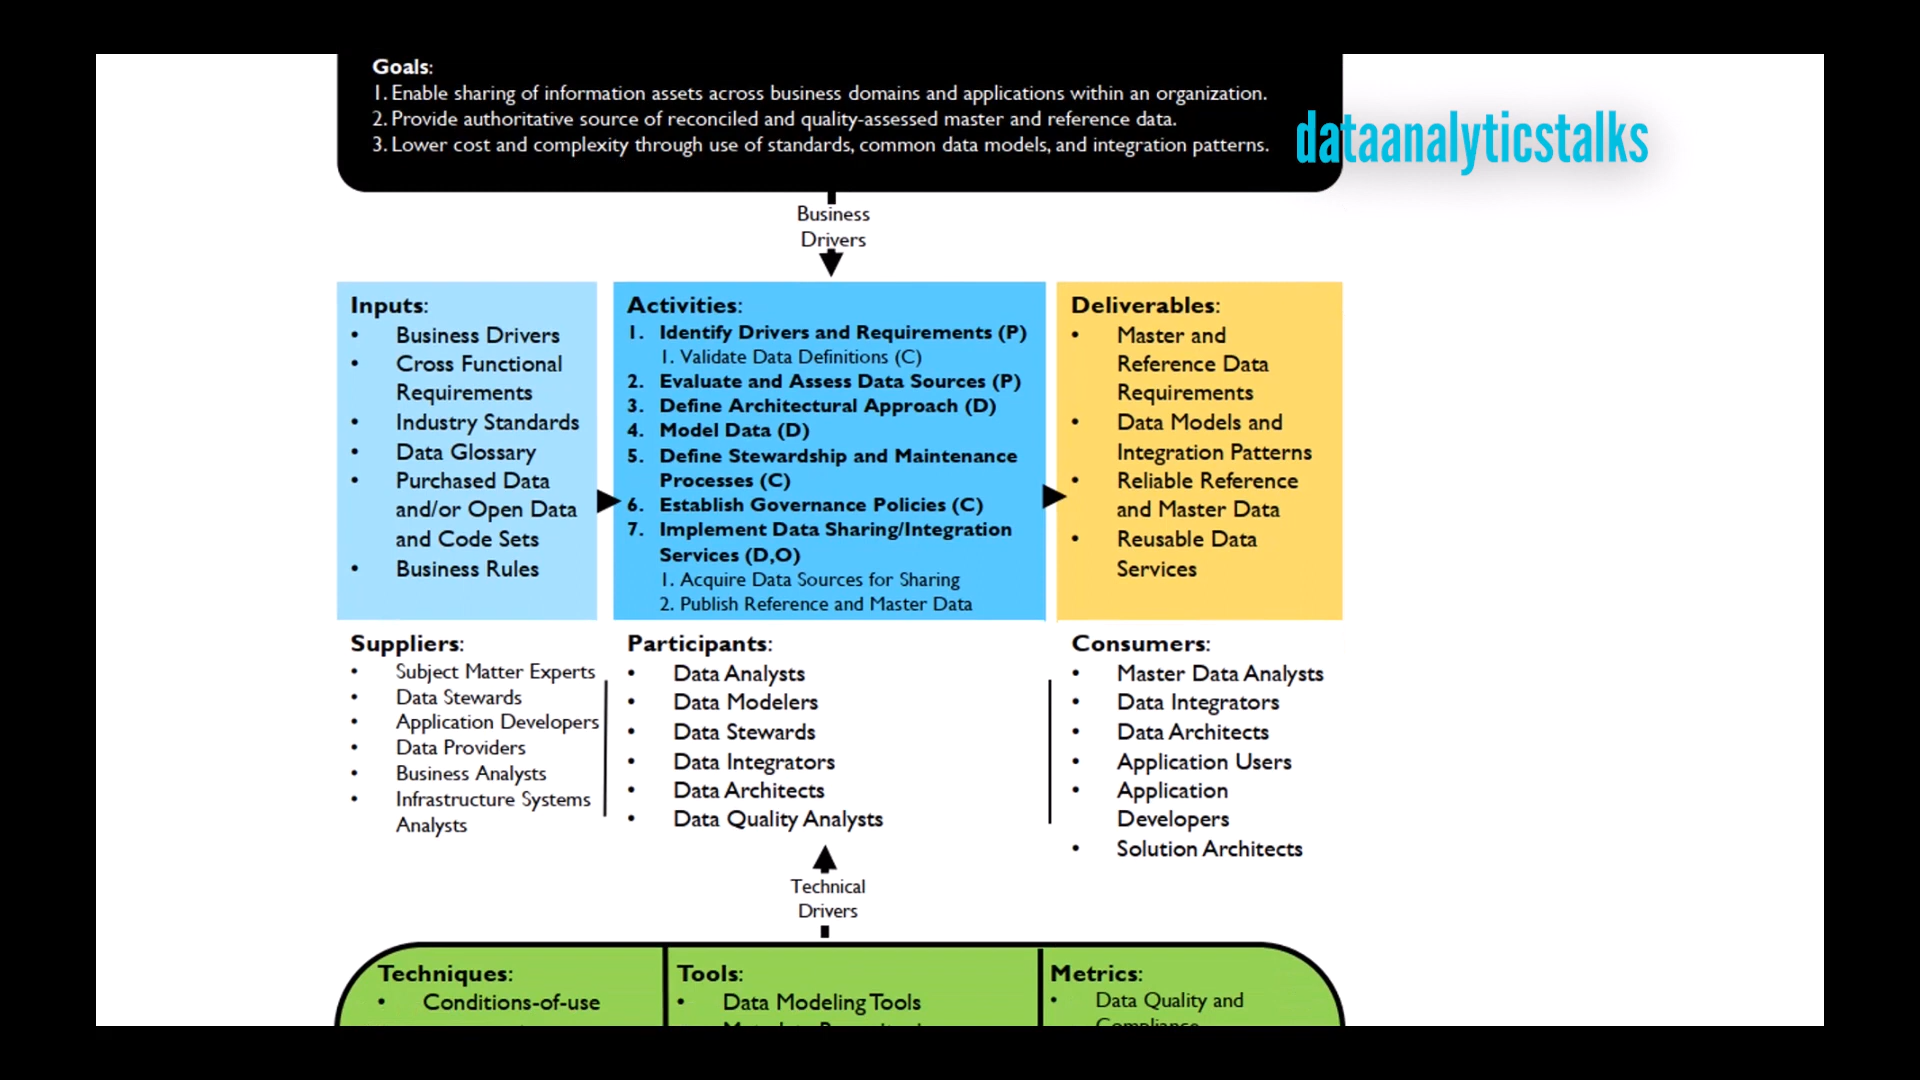 Goals:
1. Enable sharing of information assets across business domains and applications within an organization.
2. Provide authoritative source of reconciled and quality-assessed master and reference data.
3. Lower cost and complexity through use of standards, common data models, and integration patterns.
dataanalyticstalks
Business
Drivers
Inputs:
• Business Drivers
• Cross Functional
Requirements
• Industry Standards
• Data Glossary
• Purchased Data
and/or Open Data
and Code Sets
• Business Rules
Activities:
1. Identify Drivers and Requirements (P)
1. Validate Data Definitions (C)
2. Evaluate and Assess Data Sources (P)
3. Define Architectural Approach (D)
4. Model Data (D)
5. Define Stewardship and Maintenance
Processes (C)
6. Establish Governance Policies (C)
7. Implement Data Sharing/Integration
Services (D,O)
1. Acquire Data Sources for Sharing
2. Publish Reference and Master Data
Deliverables:
• Master and
Reference Data
Requirements
• Data Models and
Integration Patterns
• Reliable Reference
and Master Data
• Reusable Data
Services
Suppliers:
• Subject Matter Experts
• Data Stewards
• Application Developers
• Data Providers
• Business Analysts
• Infrastructure Systems
Analysts
Participants:
• Data Analysts
• Data Modelers
• Data Stewards
• Data Integrators
• Data Architects
• Data Quality Analysts
Consumers:
• Master Data Analysts
• Data Integrators
• Data Architects
• Application Users
• Application
Developers
• Solution Architects
Technical
Drivers
Techniques:
• Conditions-of-use
Tools:
• Data Modeling Tools
Metrics:
• Data Quality and
Compliance